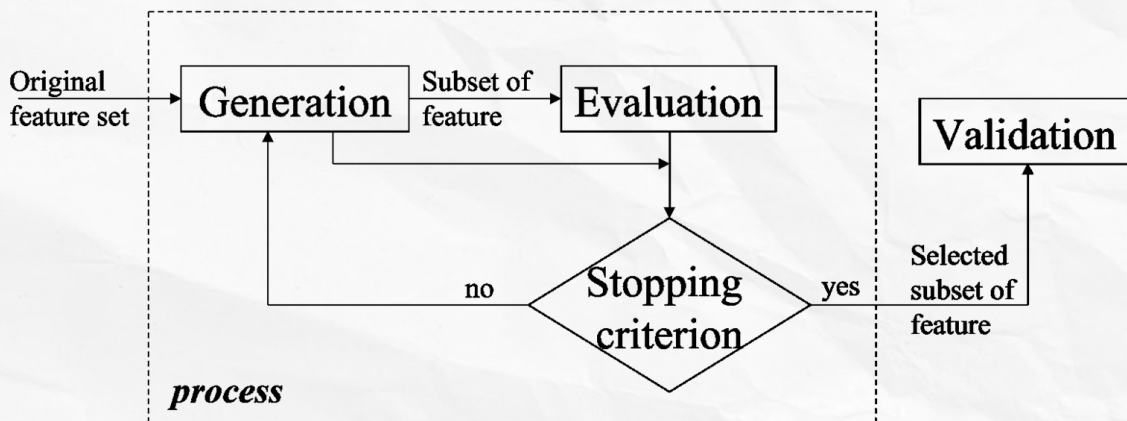 Original
feature set
Generation
Subset of
feature
Evaluation
Validation
Stopping
criterion
no
yes
Selected
subset of
feature
process